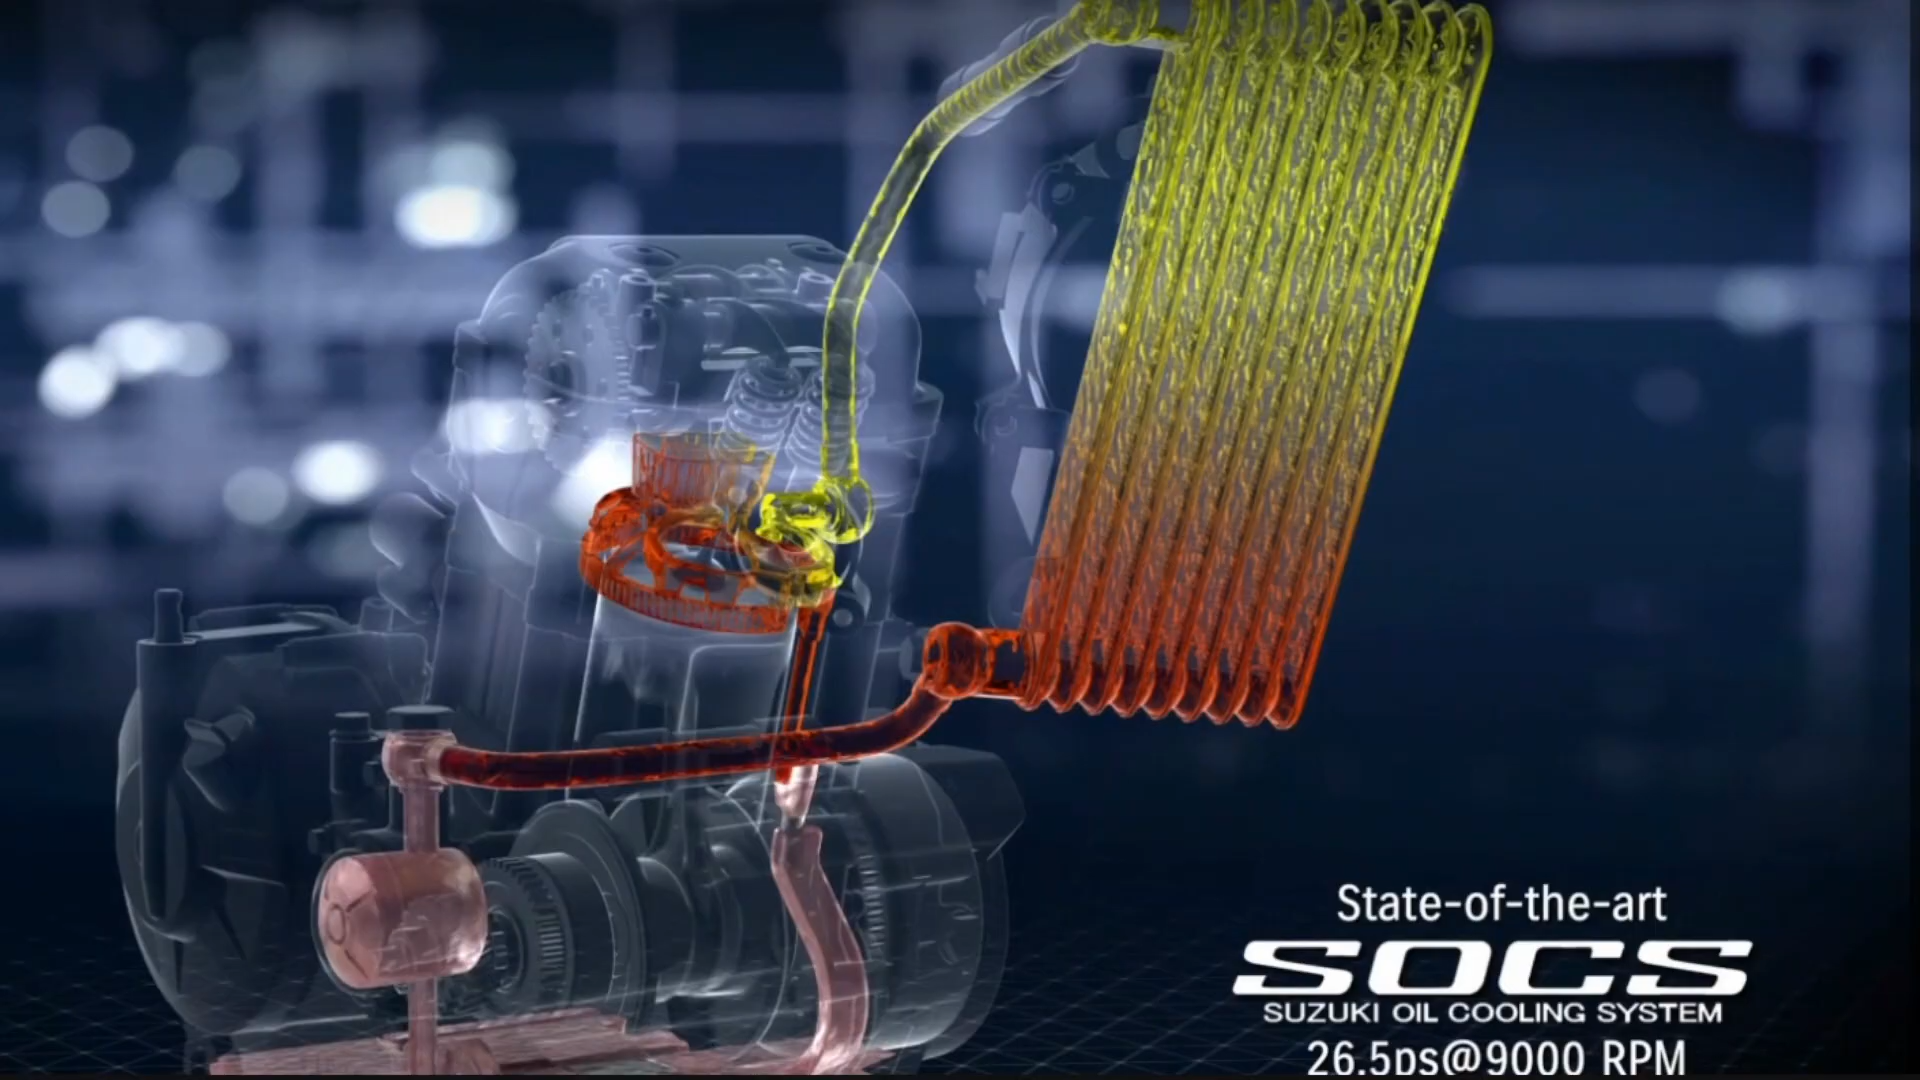 State-of-the-art
SOCS
SUZUKI OIL COOLING SYSTEM
26.5ps@9000 RPM